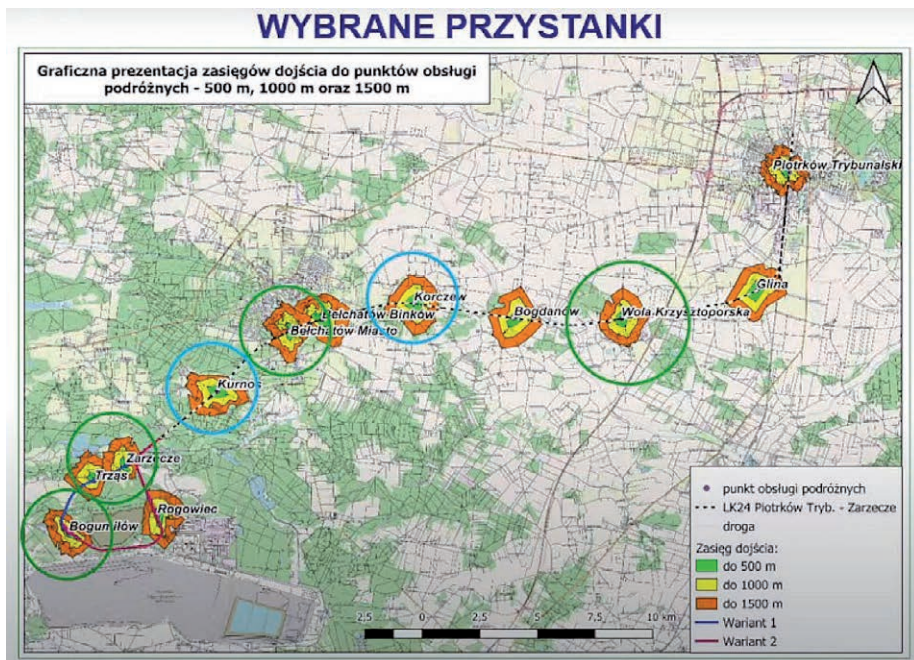 WYBRANE PRZYSTANKI
Graficzna prezentacja zasięgów dojścia do punktów obsługi
podróżnych - 500 m, 1000 m oraz 1500 m
Piotrków Trybunalski
Glina
Korczew
Bełchatów Binków
Bogdanów
Wola Krzysztoporska
Bełchatów Miasto
Kurnos
Zarzecze
Trząs
Rogowiec
Bogumiłów
punkt obsługi podróżnych
LK24 Piotrków Tryb. - Zarzecze
droga
Zasięg dojścia:
do 500 m
do 1000 m
do 1500 m
Wariant 1
Wariant 2
2,5 0 2,5 5 7,5 10 km